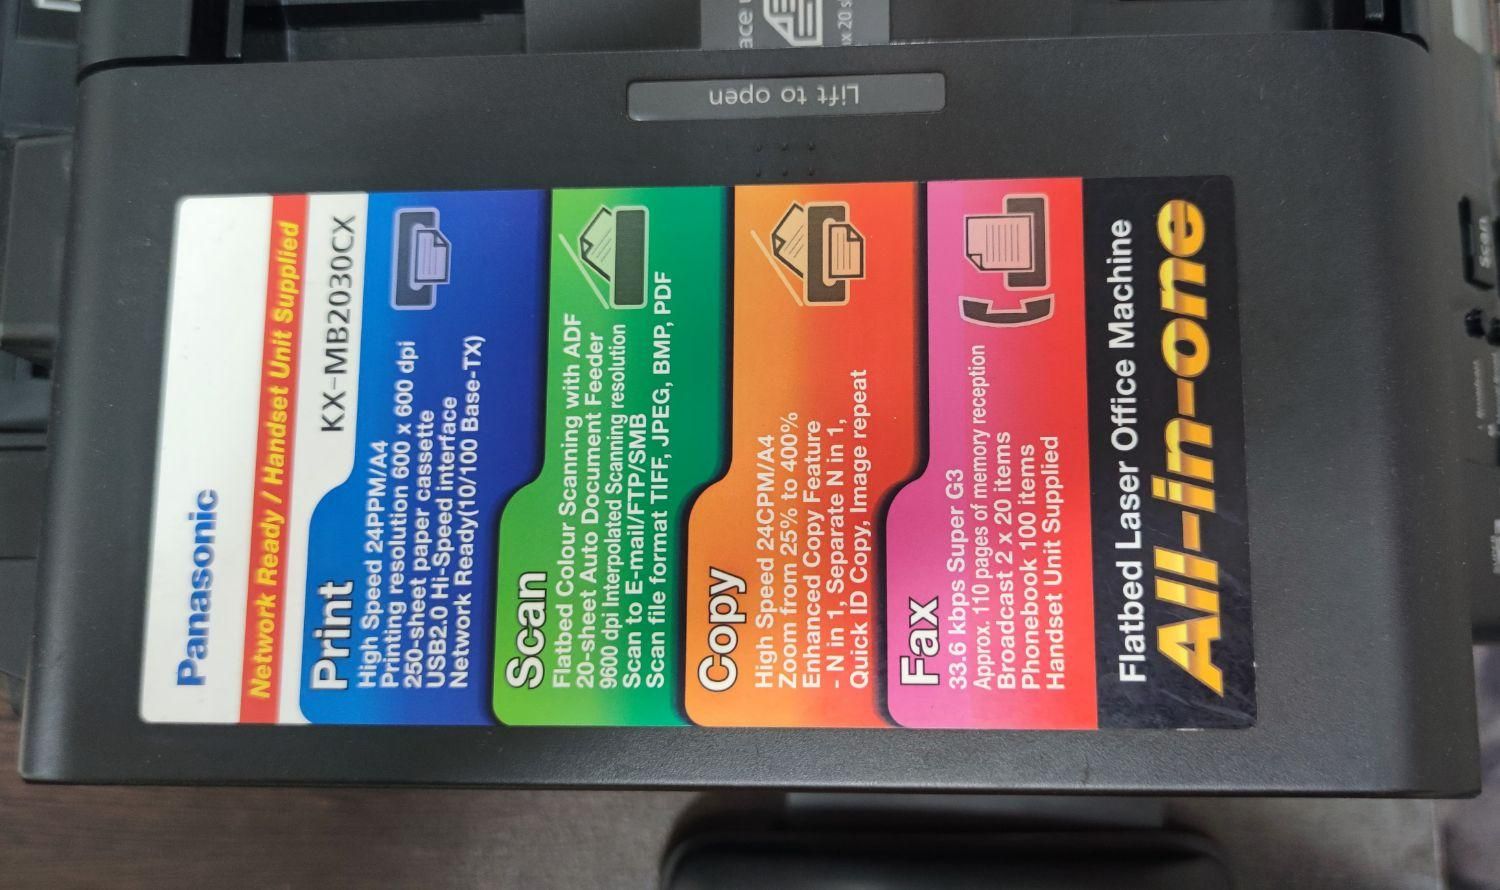 Panasonic
Network Ready / Handset Unit Supplied
KX-MB2030CX
Print
High Speed 24PPM/A4
Printing resolution 600 x 600 dpi
250-sheet paper cassette
USB2.0 Hi-Speed interface
Network Ready(10/100 Base-TX)
Scan
Flatbed Colour Scanning with ADF
20-sheet Auto Document Feeder
9600 dpi Interpolated Scanning resolution
Scan to E-mail/FTP/SMB
Scan file format TIFF, JPEG, BMP, PDF
Copy
High Speed 24CPM/A4
Zoom from 25% to 400%
Enhanced Copy Feature
- N in 1, Separate N in 1,
Quick ID Copy, Image repeat
Fax
33.6 kbps Super G3
Approx. 110 pages of memory reception
Broadcast 2 x 20 items
Phonebook 100 items
Handset Unit Supplied
Flatbed Laser Office Machine
All-in-one
Lift to open
Scan